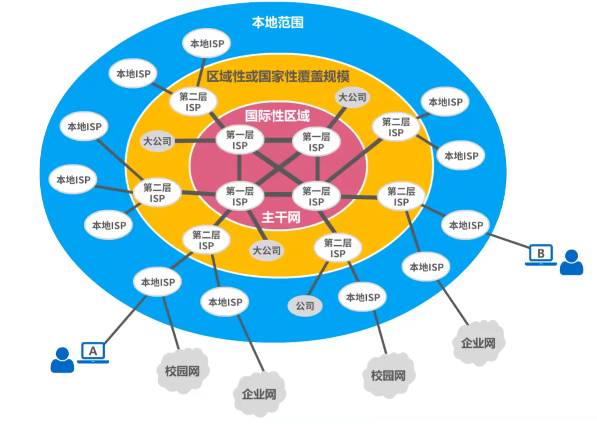 本地范围
本地ISP
本地ISP
区域性或国家性覆盖规模
第二层
ISP
大公司
本地ISP
国际性区域
本地ISP
第二层
ISP
大公司
第一层
ISP
第一层
ISP
本地ISP
本地ISP
第二层
ISP
第一层
ISP
第一层
ISP
第二层
ISP
本地ISP
主干网
本地ISP
第二层
ISP
大公司
第二层
ISP
B
本地ISP
本地ISP
本地ISP
公司
本地ISP
A
校园网
企业网
校园网
企业网